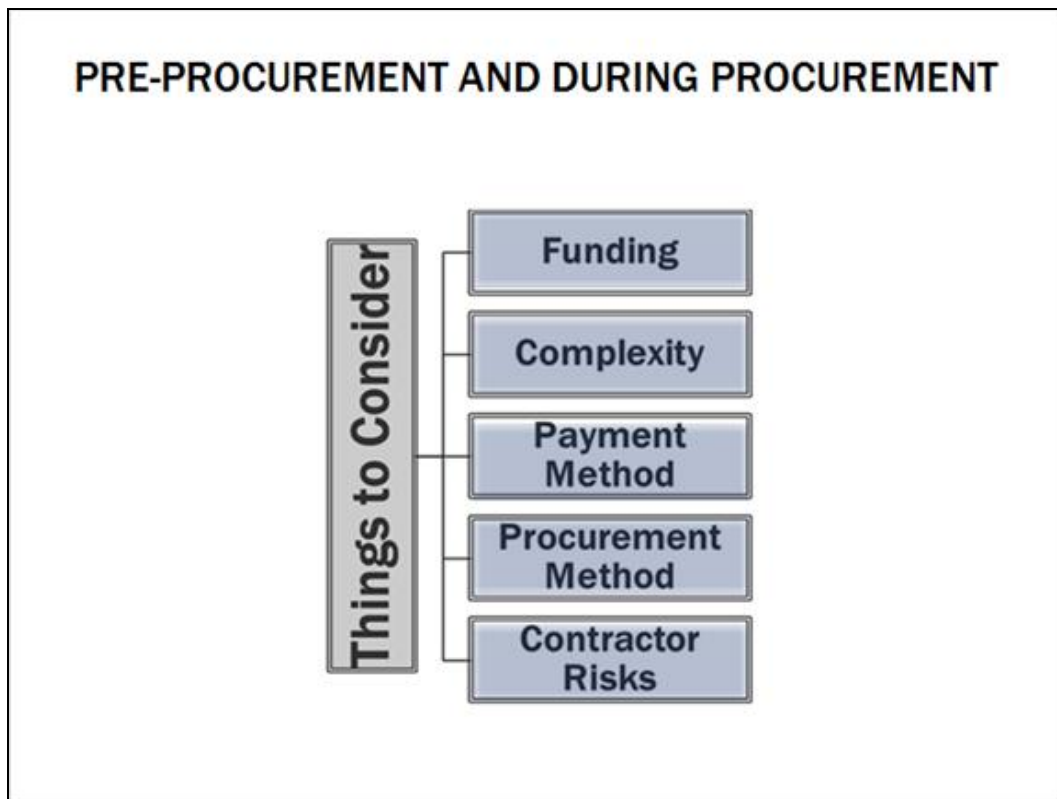 PRE-PROCUREMENT AND DURING PROCUREMENT
Things to Consider
Funding
Complexity
Payment
Method
Procurement
Method
Contractor
Risks